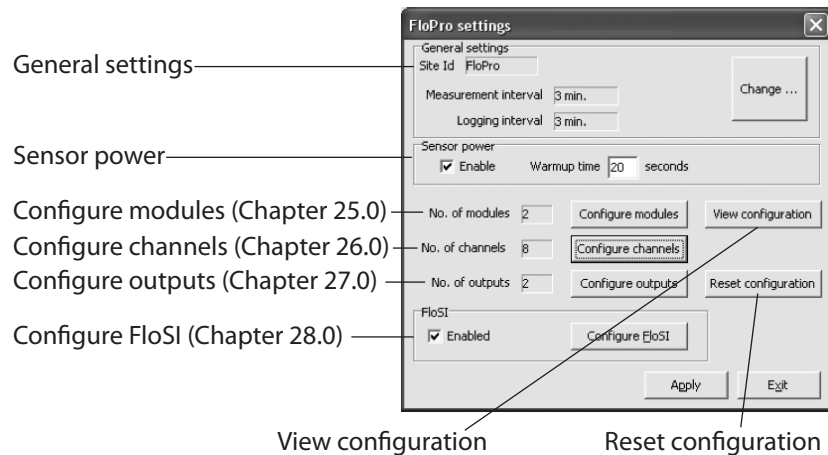 FloPro settings
General settings
General settings
Site Id FloPro
Change ...
Measurement interval 3 min.
Logging interval 3 min.
Sensor power
Sensor power
Enable Warmup time 20 seconds
Configure modules (Chapter 25.0)
No. of modules 2 Configure modules View configuration
Configure channels (Chapter 26.0)
No. of channels 8 Configure channels
Configure outputs (Chapter 27.0)
No. of outputs 2 Configure outputs Reset configuration
FloSI
Configure FloSI (Chapter 28.0)
Enabled Configure FloSI
Apply Exit
View configuration Reset configuration